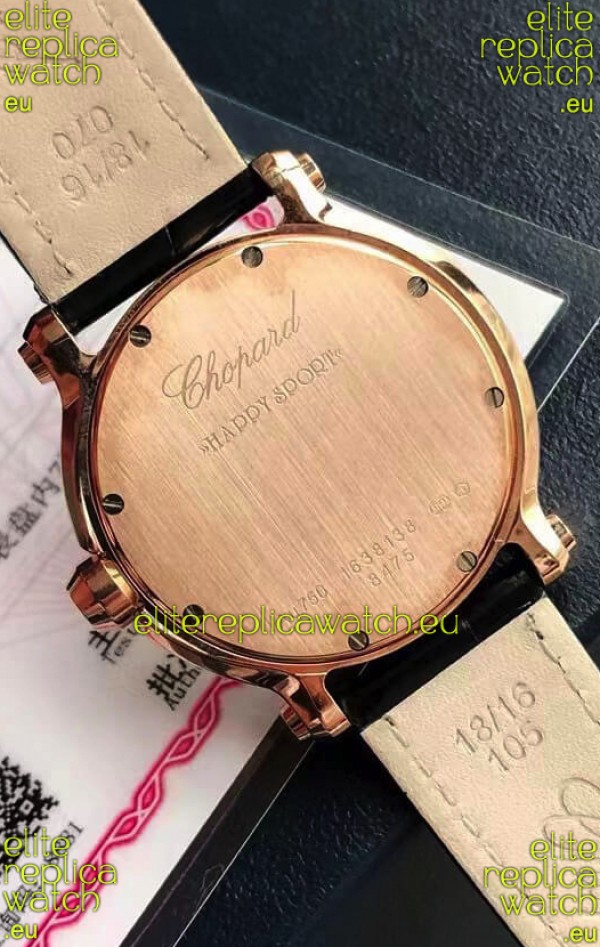 elite
replica
watch
.eu
elite
replica
watch
.eu
070
18/16
Chopard
»HAPPY SPORT«
750 1638138
8475
elitereplicawatch.eu
18/16
105
elite
replica
watch
.eu
elite
replica
watch
.eu